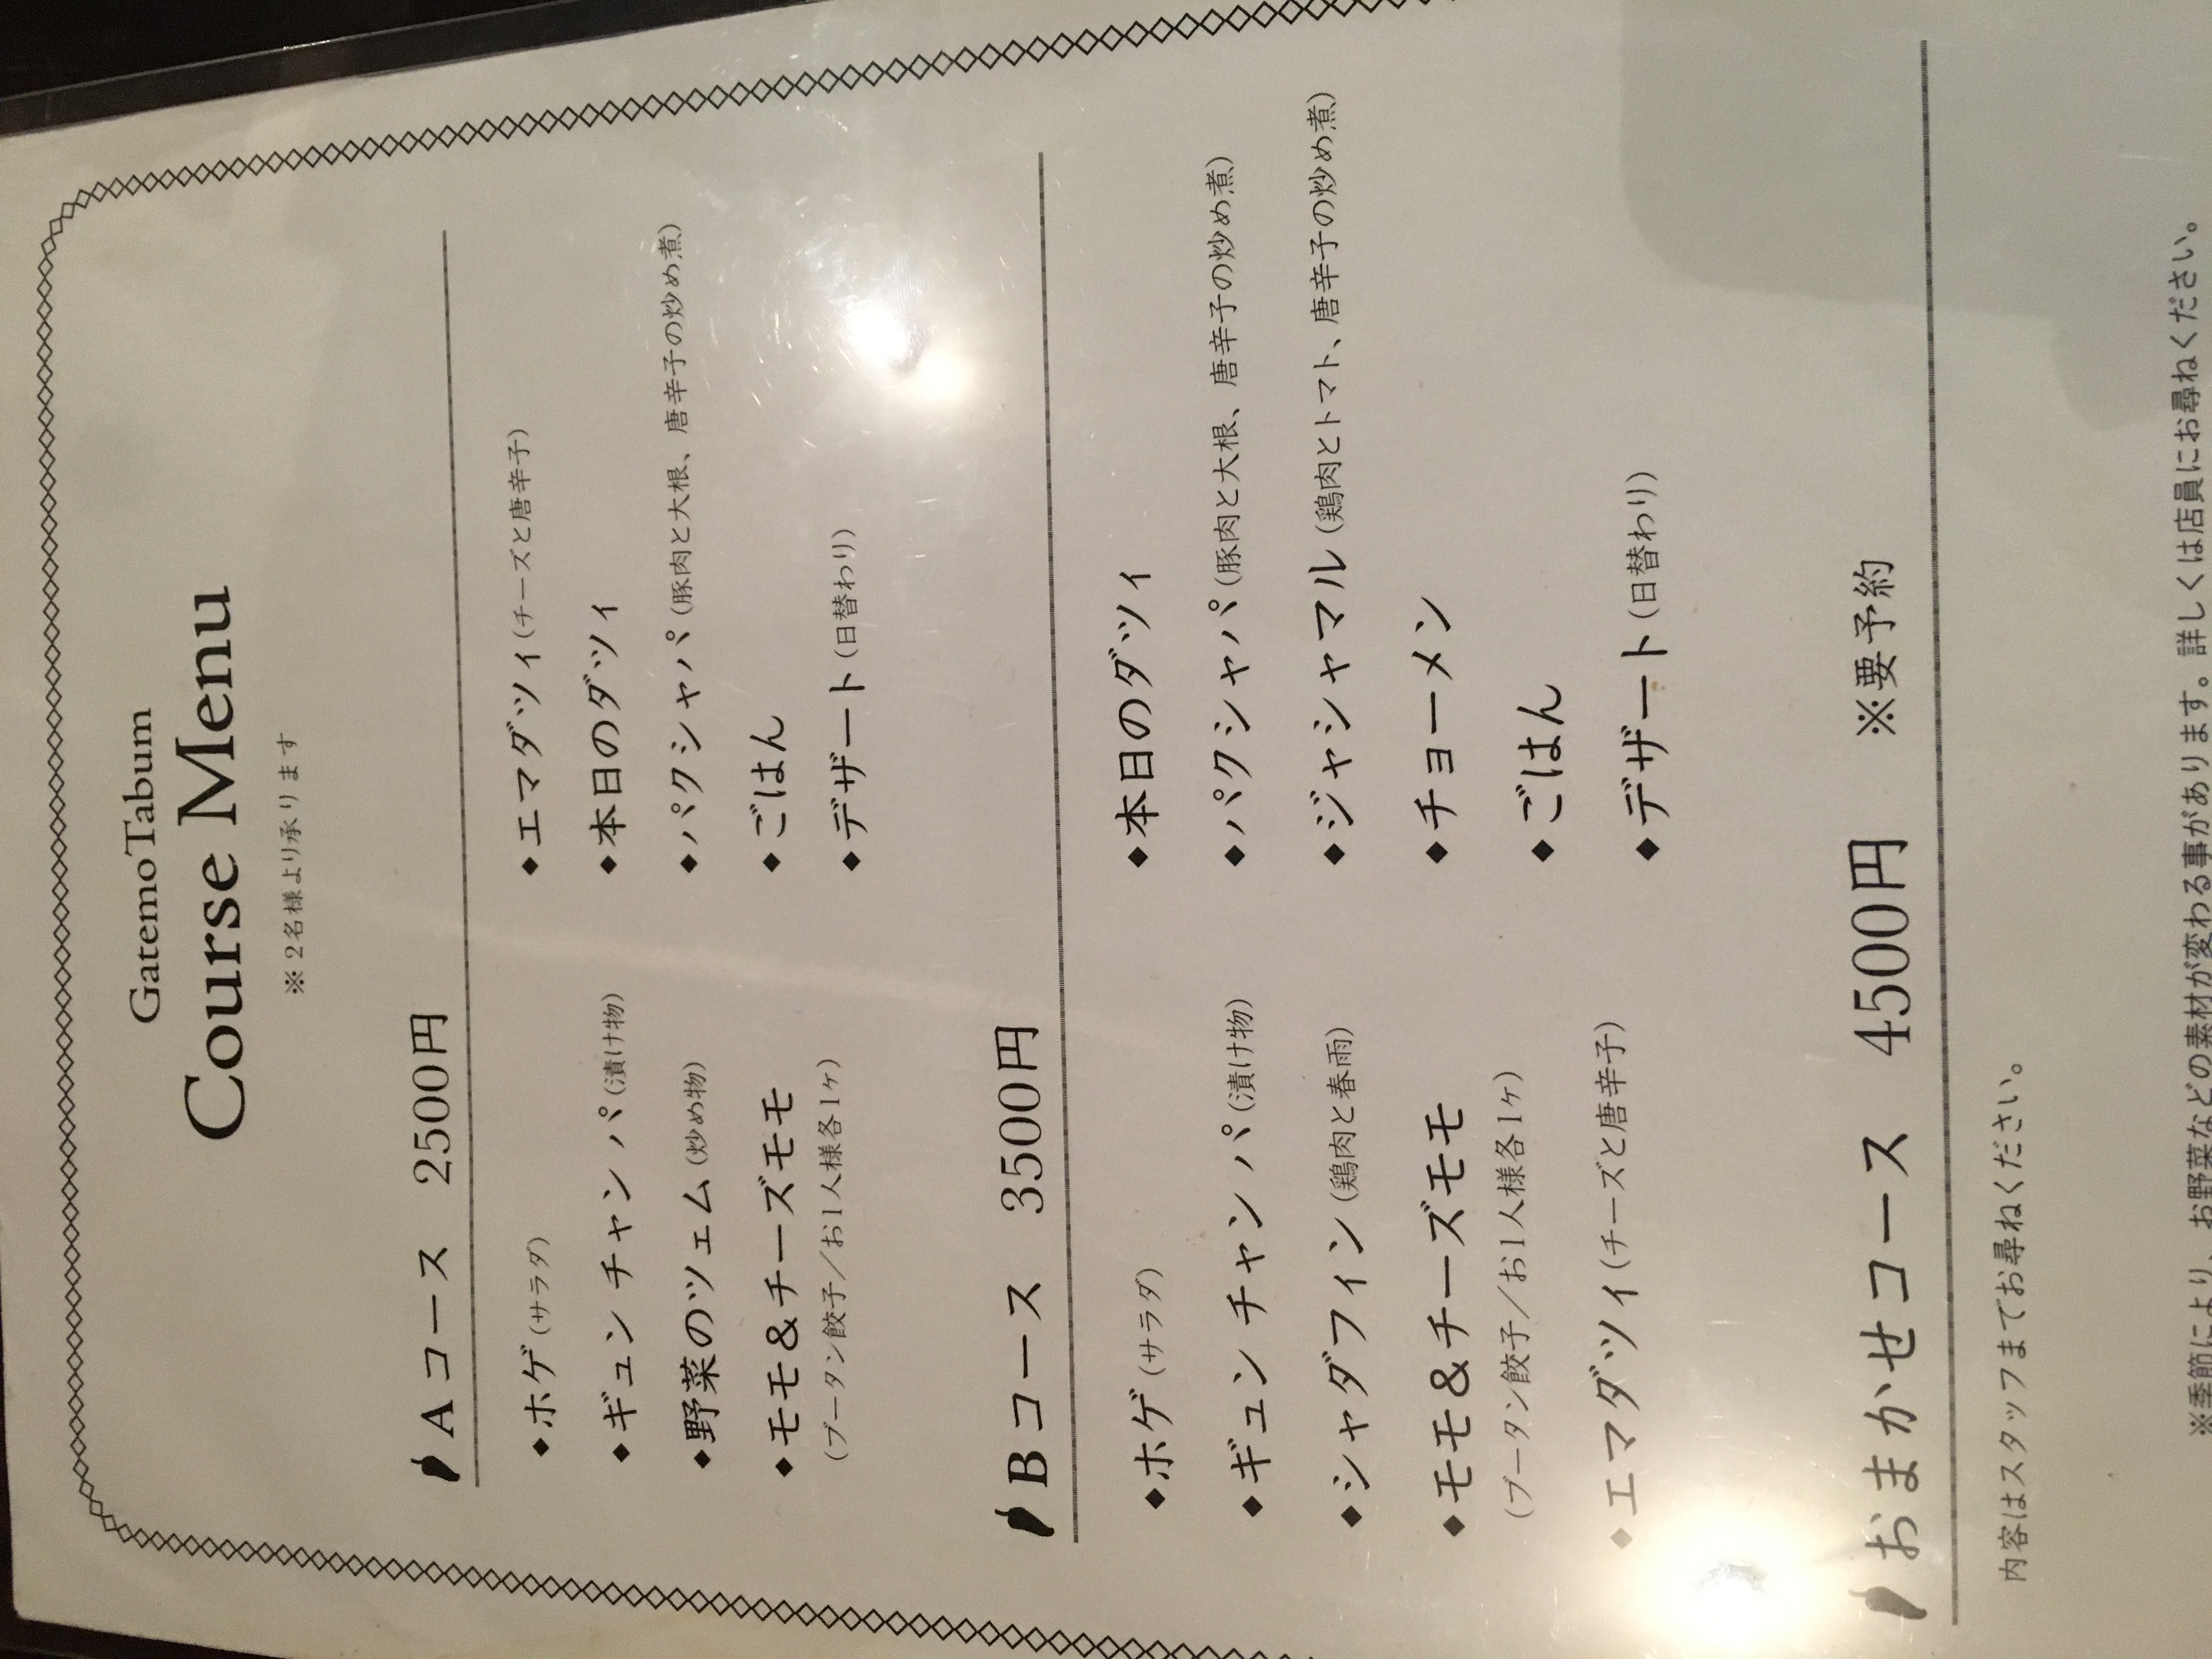 Gatemo Tabum
Course Menu
※2名様より承ります
Aコース 2500円
◆ホゲ(サラダ)
◆ギュン チャン パ(漬け物)
◆野菜のツェム(炒め物)
◆モモ&チーズモモ
(ブータン餃子/お1人様各1ヶ)
◆エマダツィ(チーズと唐辛子)
◆本日のダツィ
◆パクシャパ(豚肉と大根、唐辛子の炒め煮)
◆ごはん
◆デザート(日替わり)
Bコース 3500円
◆ホゲ(サラダ)
◆ギュン チャン パ(漬け物)
◆シャダフィン(鶏肉と春雨)
◆モモ&チーズモモ
(ブータン餃子/お1人様各1ヶ)
◆エマダツィ(チーズと唐辛子)
◆本日のダツィ
◆パクシャパ(豚肉と大根、唐辛子の炒め煮)
◆ジャシャマル(鶏肉とトマト、唐辛子の炒め煮)
◆チョーメン
◆ごはん
◆デザート(日替わり)
おまかせコース 4500円 ※要予約
内容はスタッフまでお尋ねください。
※季節により、お野菜などの素材が変わる事があります。詳しくは店員にお尋ねください。